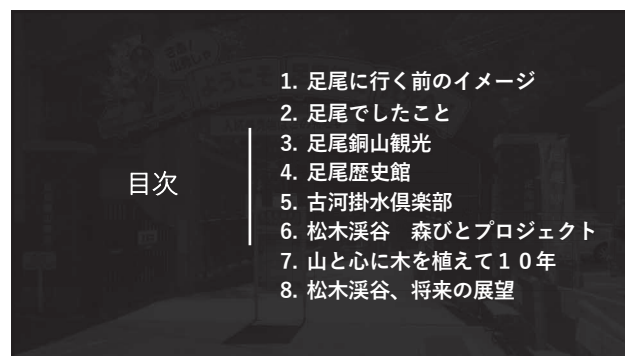 目次
1. 足尾に行く前のイメージ
2. 足尾でしたこと
3. 足尾銅山観光
4. 足尾歴史館
5. 古河掛水倶楽部
6. 松木渓谷　森びとプロジェクト
7. 山と心に木を植えて１０年
8. 松木渓谷、将来の展望
ようこそ